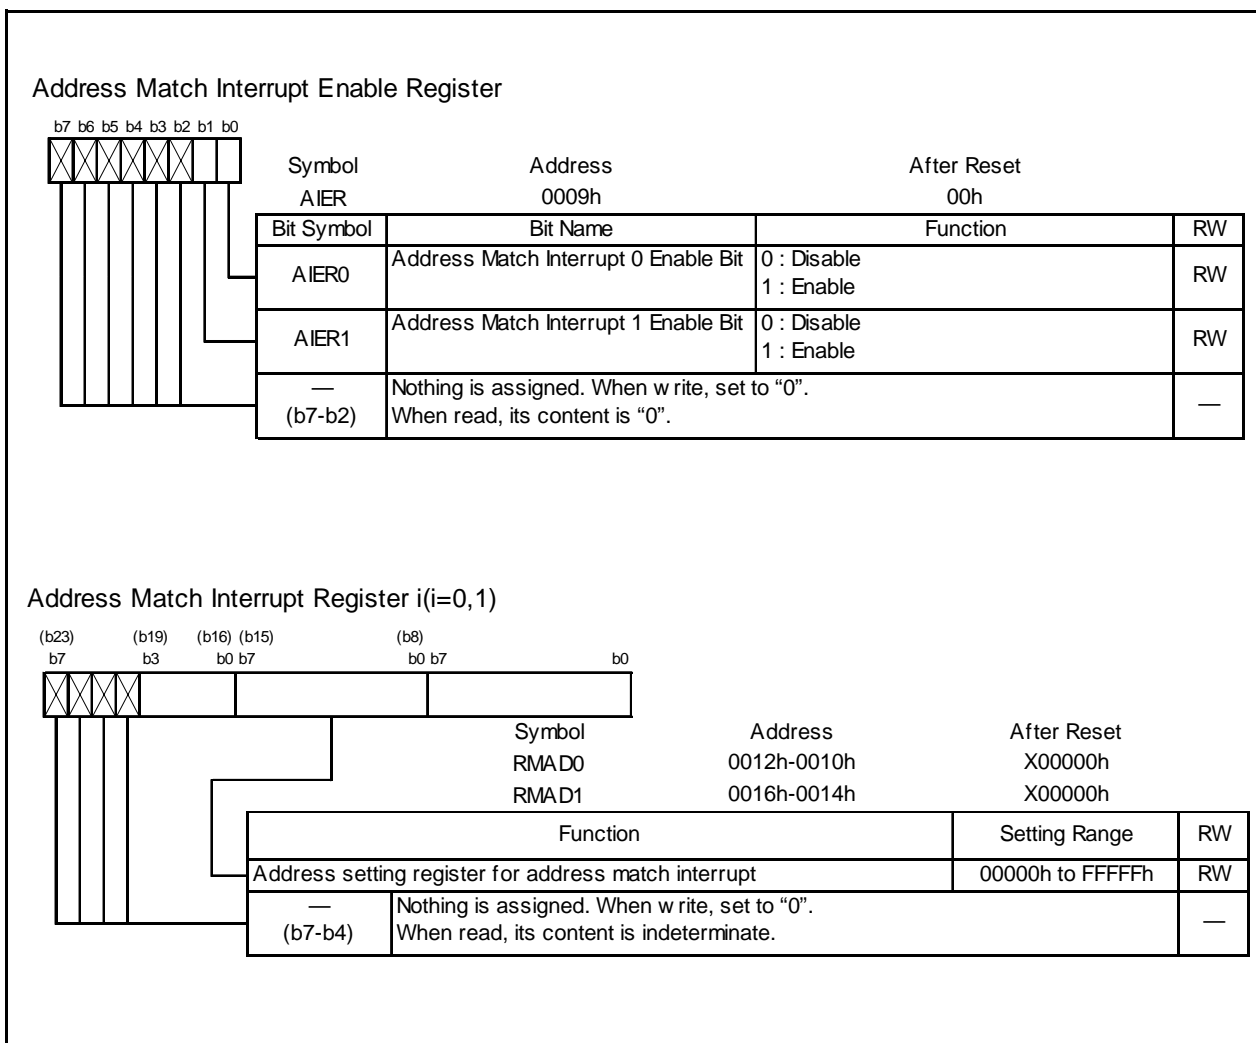 Address Match Interrupt Enable Register
b7 b6 b5 b4 b3 b2 b1 b0
Symbol Address After Reset
AIER 0009h 00h
Bit Symbol Bit Name Function RW
AIER0 Address Match Interrupt 0 Enable Bit 0 : Disable RW
1 : Enable
AIER1 Address Match Interrupt 1 Enable Bit 0 : Disable RW
1 : Enable
— Nothing is assigned. When write, set to “0”. —
(b7-b2) When read, its content is “0”.
Address Match Interrupt Register i(i=0,1)
(b23) (b19) (b16) (b15) (b8)
b7 b3 b0 b7 b0 b7 b0
Symbol Address After Reset
RMAD0 0012h-0010h X00000h
RMAD1 0016h-0014h X00000h
Function Setting Range RW
Address setting register for address match interrupt 00000h to FFFFFh RW
— Nothing is assigned. When write, set to “0”. —
(b7-b4) When read, its content is indeterminate.